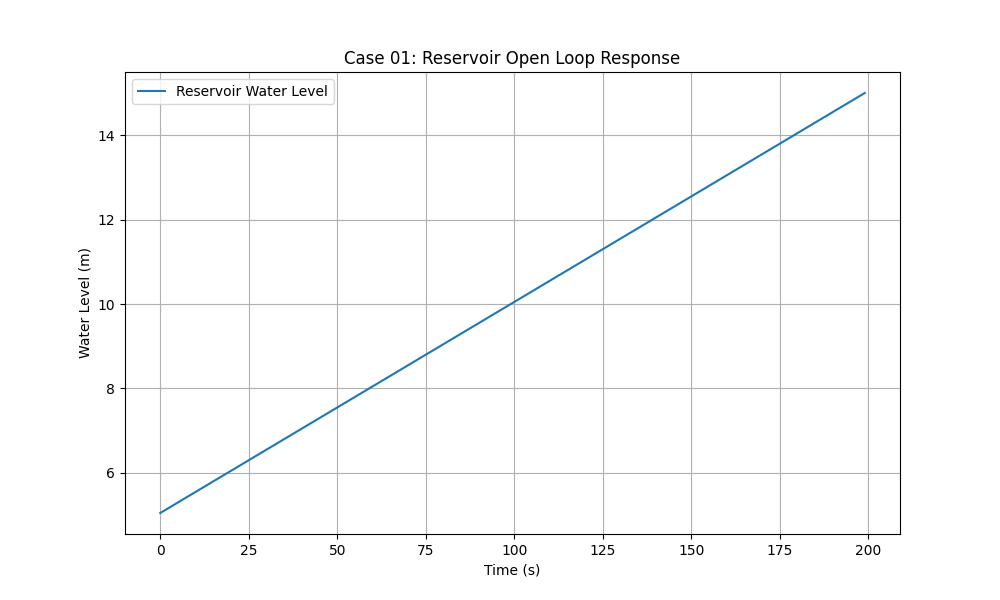 Case 01: Reservoir Open Loop Response
Reservoir Water Level
Water Level (m)
14
12
10
8
6
0 25 50 75 100 125 150 175 200
Time (s)